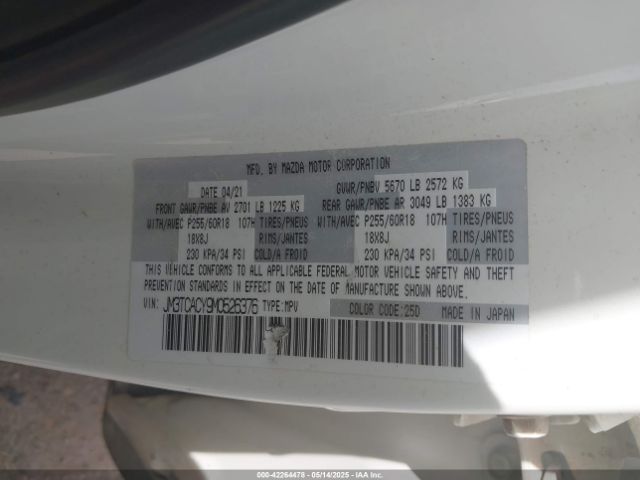 MFD. BY MAZDA MOTOR CORPORATION
DATE 04/21 GVWR/PNBV 5670 LB 2572 KG
FRONT GAWR/PNBE AV 2701 LB 1225 KG REAR GAWR/PNBE AR 3049 LB 1383 KG
WITH/AVEC P255/60R18 107H TIRES/PNEUS WITH/AVEC P255/60R18 107H TIRES/PNEUS
18X8J RIMS/JANTES 18X8J RIMS/JANTES
230 KPA/34 PSI COLD/A FROID 230 KPA/34 PSI COLD/A FROID
THIS VEHICLE CONFORMS TO ALL APPLICABLE FEDERAL MOTOR VEHICLE SAFETY AND THEFT
PREVENTION STANDARDS IN EFFECT ON THE DATE OF MANUFACTURE SHOWN ABOVE.
VIN: JM3TCACY9M0526376 TYPE:MPV COLOR CODE:25D MADE IN JAPAN
000-42264478 - 05/14/2025 - IAAI.COM